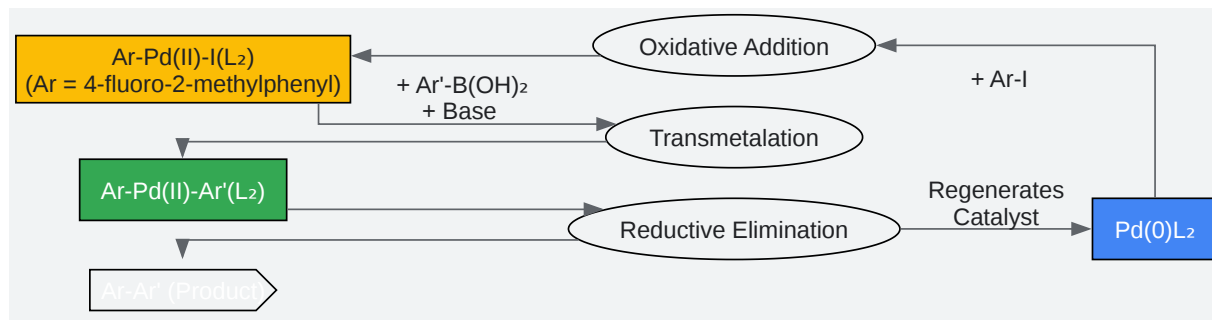 Oxidative Addition
Ar-Pd(II)-I(L₂)
(Ar = 4-fluoro-2-methylphenyl)
+ Ar'-B(OH)₂
+ Base
+ Ar-I
Transmetalation
Ar-Pd(II)-Ar'(L₂)
Regenerates
Catalyst
Reductive Elimination
Pd(0)L₂
Ar-Ar' (Product)